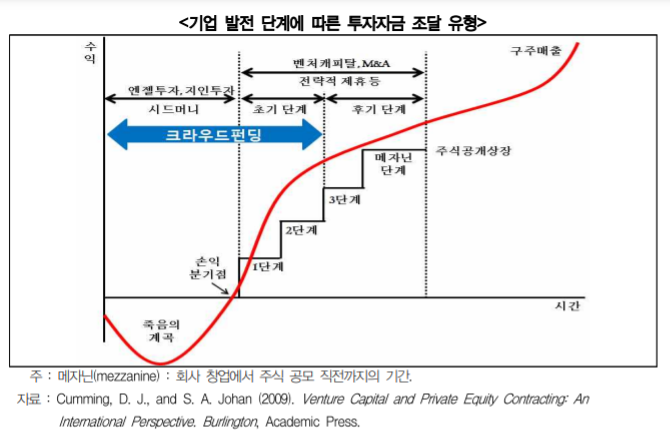 <기업 발전 단계에 따른 투자자금 조달 유형>
수
익
구주매출
벤처캐피탈, M&A
전략적 제휴 등
엔젤투자, 지인투자
시드머니
초기 단계
후기 단계
크라우드펀딩
메자닌
단계
주식공개상장
3단계
2단계
1단계
손익
분기점
시간
죽음의
계곡
주 : 메자닌(mezzanine) : 회사 창업에서 주식 공모 직전까지의 기간.
자료 : Cumming, D. J., and S. A. Johan (2009). Venture Capital and Private Equity Contracting: An
International Perspective. Burlington, Academic Press.